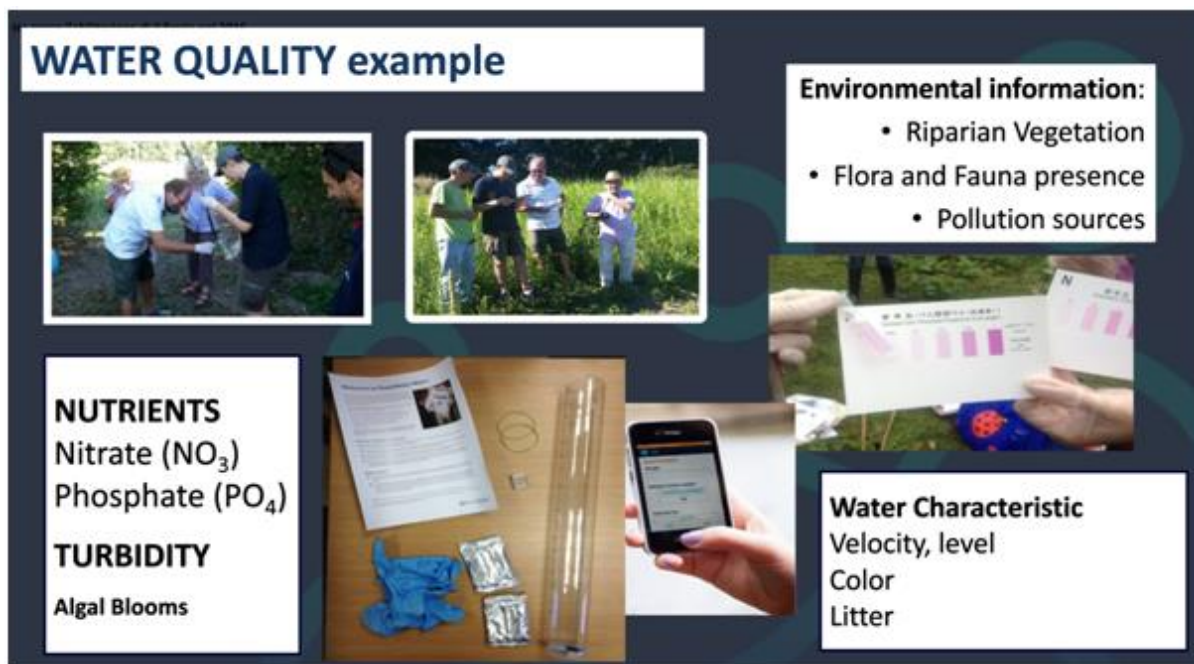 WATER QUALITY example
Environmental information:
• Riparian Vegetation
• Flora and Fauna presence
• Pollution sources
N
NUTRIENTS
Nitrate (NO₃)
Phosphate (PO₄)
TURBIDITY
Algal Blooms
Water Characteristic
Velocity, level
Color
Litter